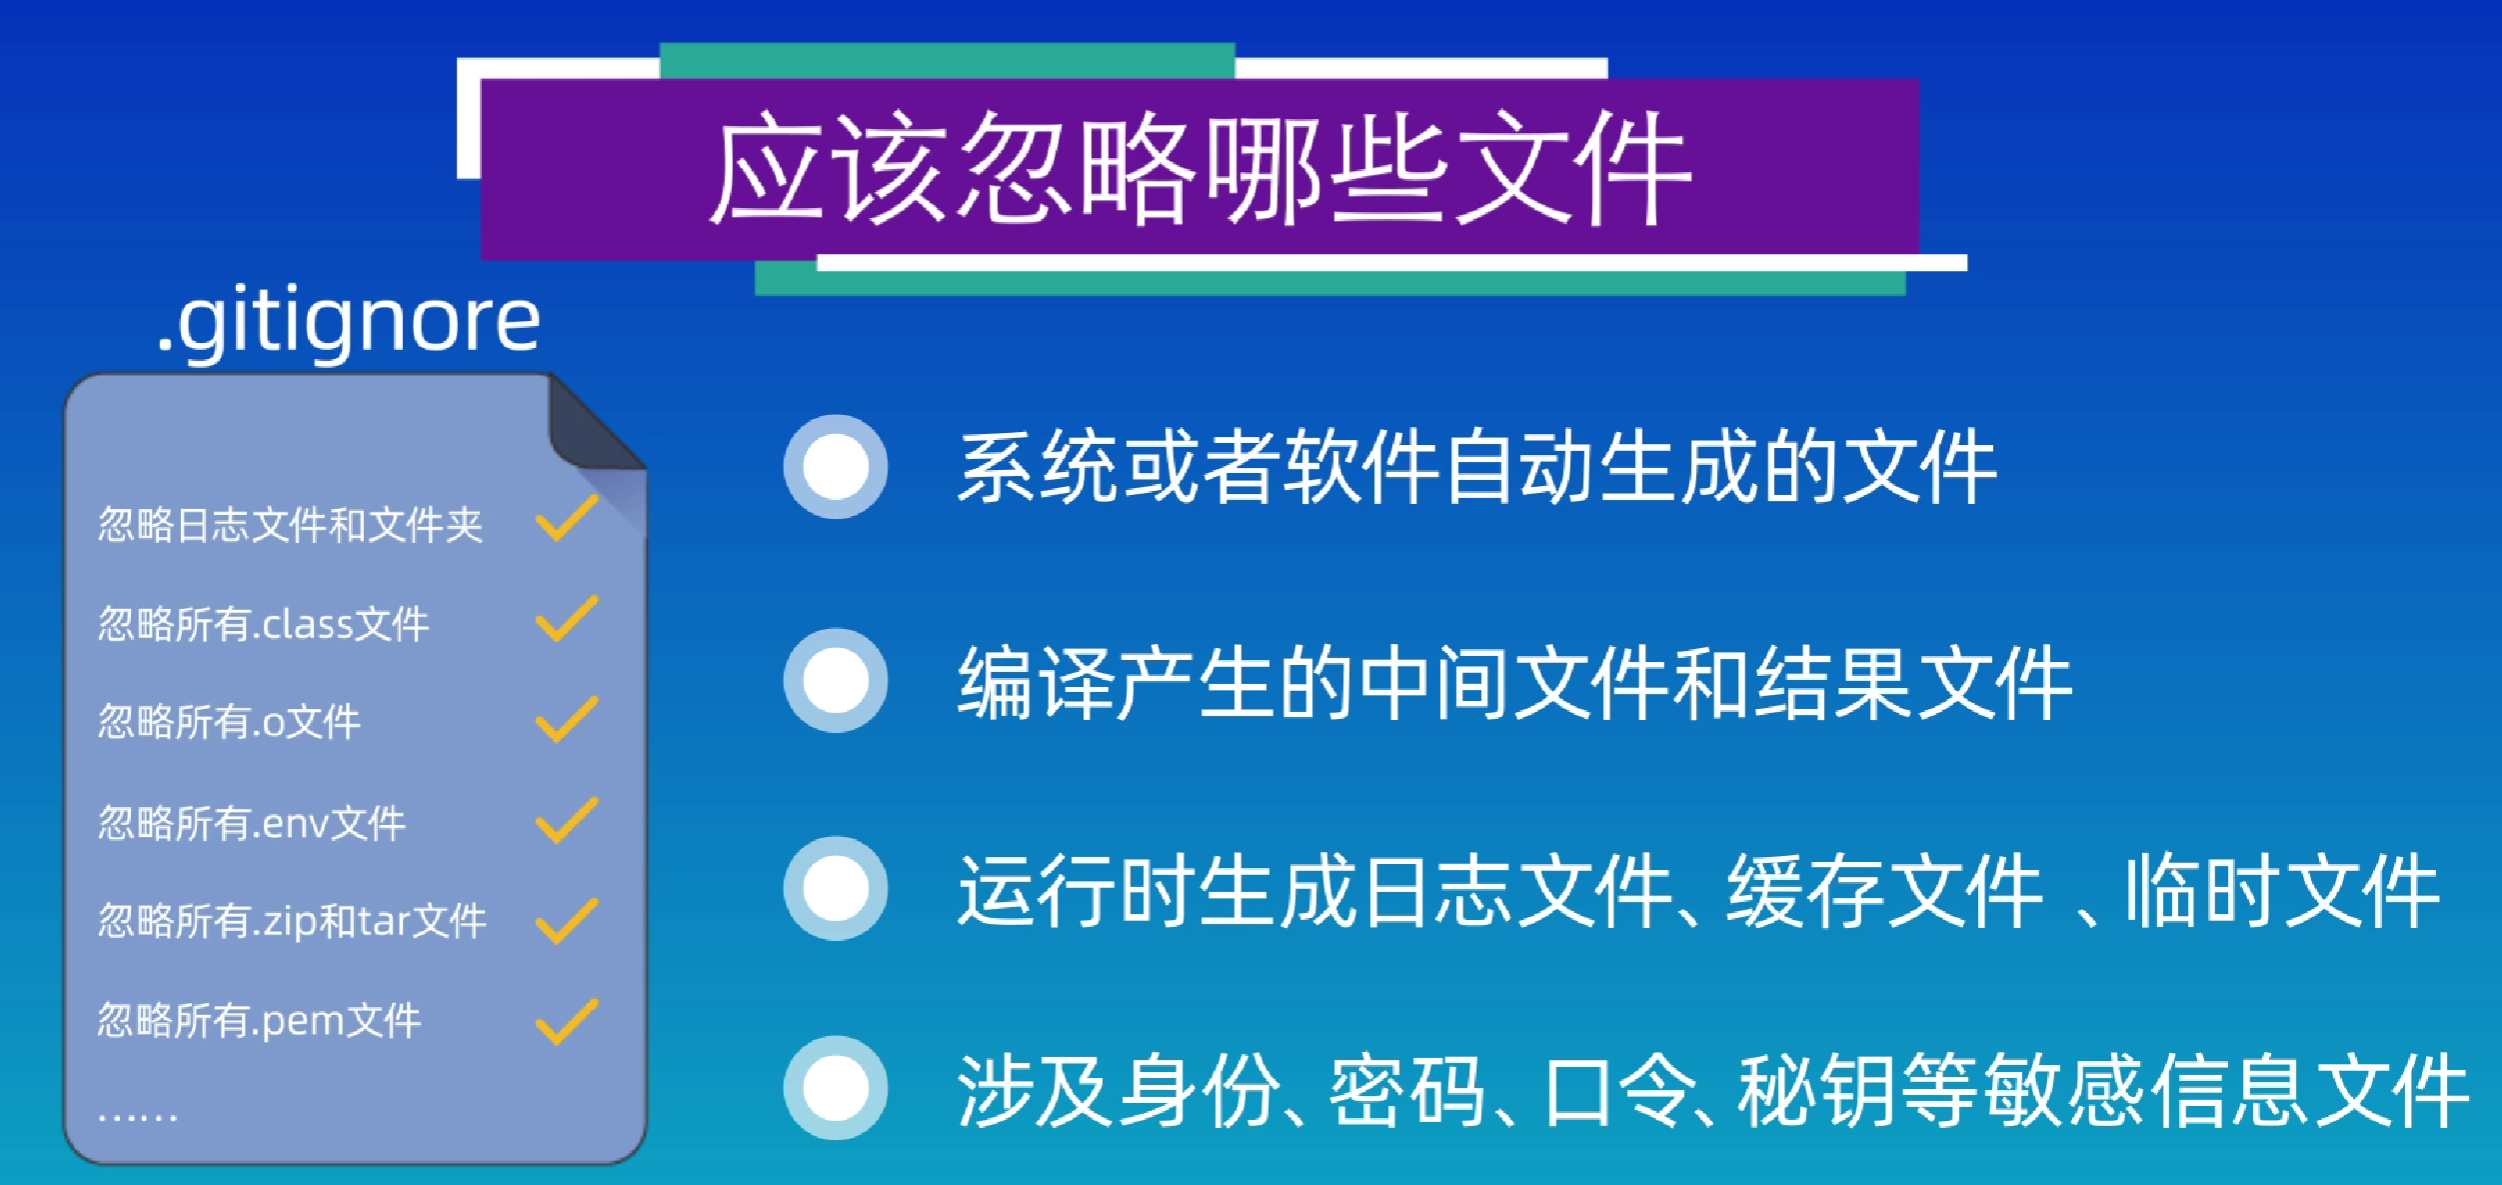 应该忽略哪些文件
.gitignore
忽略日志文件和文件夹
忽略所有.class文件
忽略所有.o文件
忽略所有.env文件
忽略所有.zip和tar文件
忽略所有.pem文件
......
系统或者软件自动生成的文件
编译产生的中间文件和结果文件
运行时生成日志文件、缓存文件 、临时文件
涉及身份、密码、口令、秘钥等敏感信息文件